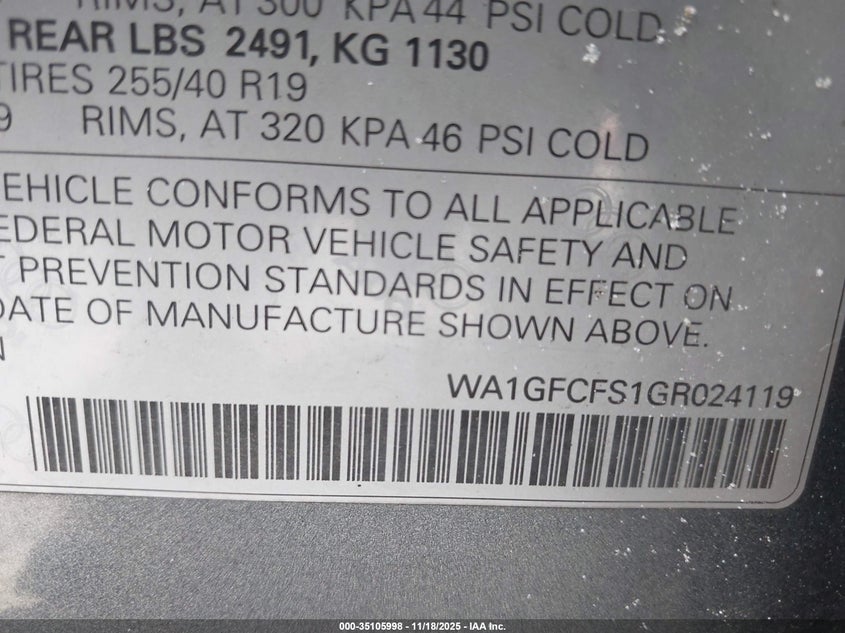 RIMS, AT 300 KPA 44 PSI COLD
REAR LBS 2491, KG 1130
TIRES 255/40 R19
9 RIMS, AT 320 KPA 46 PSI COLD
EHICLE CONFORMS TO ALL APPLICABLE
EDERAL MOTOR VEHICLE SAFETY AND
T PREVENTION STANDARDS IN EFFECT ON
DATE OF MANUFACTURE SHOWN ABOVE.
N
WA1GFCFS1GR024119
000-35105998 - 11/18/2025 - IAA Inc.